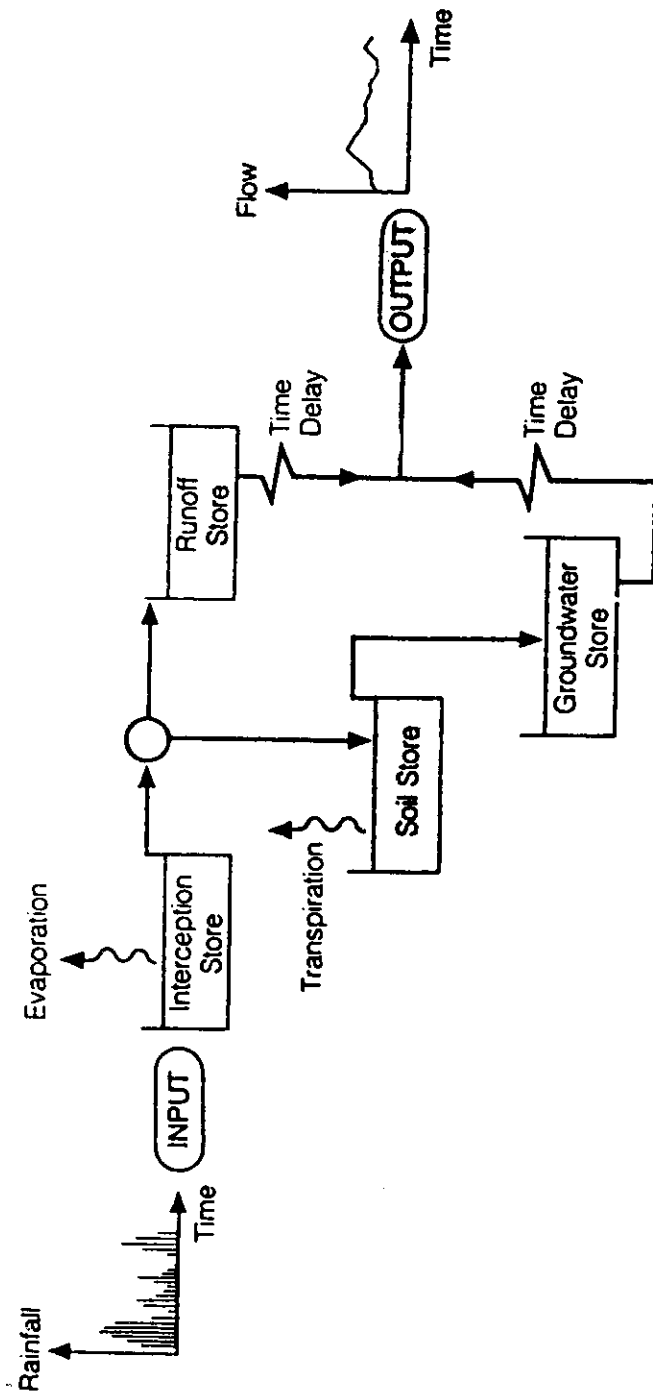 Rainfall
Time
INPUT
Evaporation
Interception
Store
Transpiration
Soil Store
Runoff
Store
Time
Delay
Groundwater
Store
Time
Delay
OUTPUT
Flow
Time